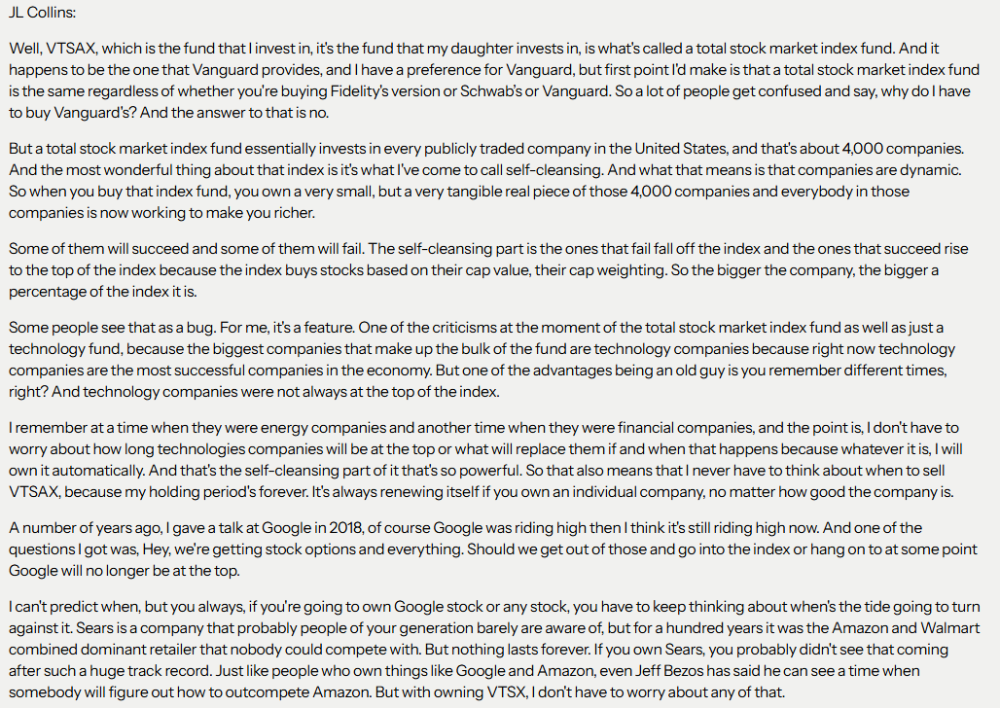 JL Collins:
Well, VTSAX, which is the fund that I invest in, it's the fund that my daughter invests in, is what's called a total stock market index fund. And it
happens to be the one that Vanguard provides, and I have a preference for Vanguard, but first point I'd make is that a total stock market index fund
is the same regardless of whether you're buying Fidelity's version or Schwab's or Vanguard. So a lot of people get confused and say, why do I have
to buy Vanguard's? And the answer to that is no.
But a total stock market index fund essentially invests in every publicly traded company in the United States, and that's about 4,000 companies.
And the most wonderful thing about that index is it's what I've come to call self-cleansing. And what that means is that companies are dynamic.
So when you buy that index fund, you own a very small, but a very tangible real piece of those 4,000 companies and everybody in those
companies is now working to make you richer.
Some of them will succeed and some of them will fail. The self-cleansing part is the ones that fail fall off the index and the ones that succeed rise
to the top of the index because the index buys stocks based on their cap value, their cap weighting. So the bigger the company, the bigger a
percentage of the index it is.
Some people see that as a bug. For me, it's a feature. One of the criticisms at the moment of the total stock market index fund as well as just a
technology fund, because the biggest companies that make up the bulk of the fund are technology companies because right now technology
companies are the most successful companies in the economy. But one of the advantages being an old guy is you remember different times,
right? And technology companies were not always at the top of the index.
I remember at a time when they were energy companies and another time when they were financial companies, and the point is, I don't have to
worry about how long technologies companies will be at the top or what will replace them if and when that happens because whatever it is, I will
own it automatically. And that's the self-cleansing part of it that's so powerful. So that also means that I never have to think about when to sell
VTSAX, because my holding period's forever. It's always renewing itself if you own an individual company, no matter how good the company is.
A number of years ago, I gave a talk at Google in 2018, of course Google was riding high then I think it's still riding high now. And one of the
questions I got was, Hey, we're getting stock options and everything. Should we get out of those and go into the index or hang on to at some point
Google will no longer be at the top.
I can't predict when, but you always, if you're going to own Google stock or any stock, you have to keep thinking about when's the tide going to turn
against it. Sears is a company that probably people of your generation barely are aware of, but for a hundred years it was the Amazon and Walmart
combined dominant retailer that nobody could compete with. But nothing lasts forever. If you own Sears, you probably didn't see that coming
after such a huge track record. Just like people who own things like Google and Amazon, even Jeff Bezos has said he can see a time when
somebody will figure out how to outcompete Amazon. But with owning VTSX, I don't have to worry about any of that.